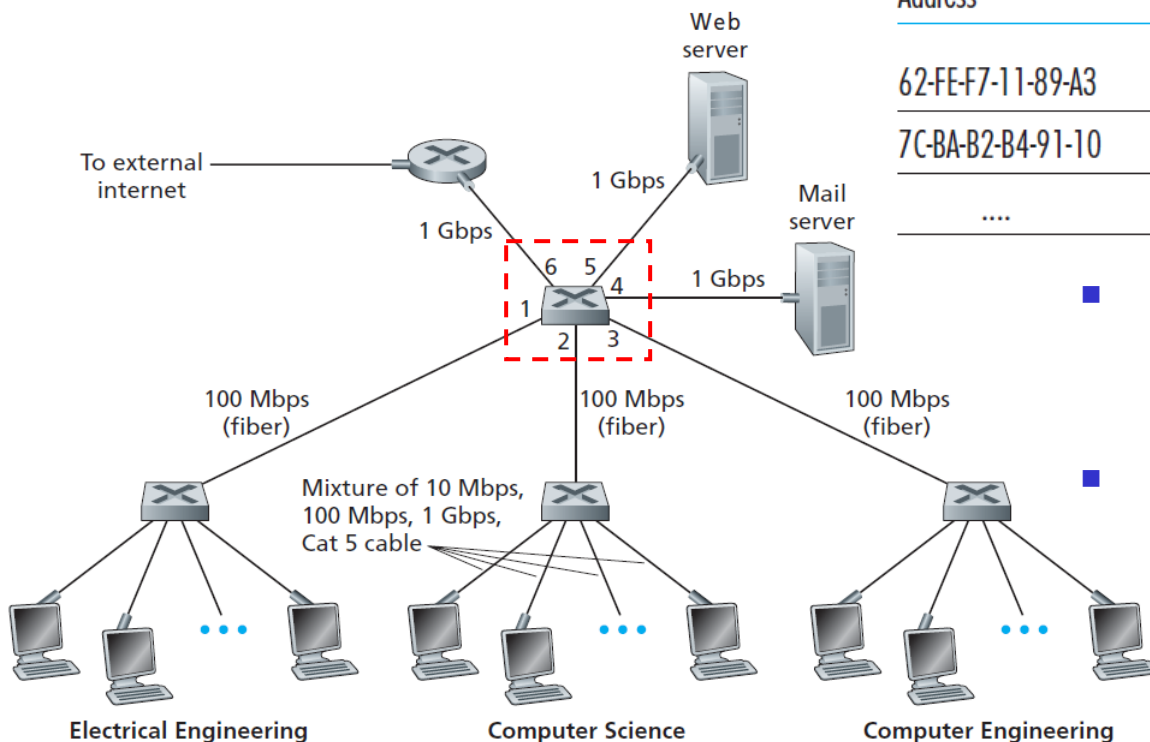 Address
62-FE-F7-11-89-A3
7C-BA-B2-B4-91-10
....
Web
server
To external
internet
1 Gbps
Mail
server
1 Gbps
6
5
4
1 Gbps
1
2
3
100 Mbps
(fiber)
100 Mbps
(fiber)
100 Mbps
(fiber)
Mixture of 10 Mbps,
100 Mbps, 1 Gbps,
Cat 5 cable
Electrical Engineering
Computer Science
Computer Engineering